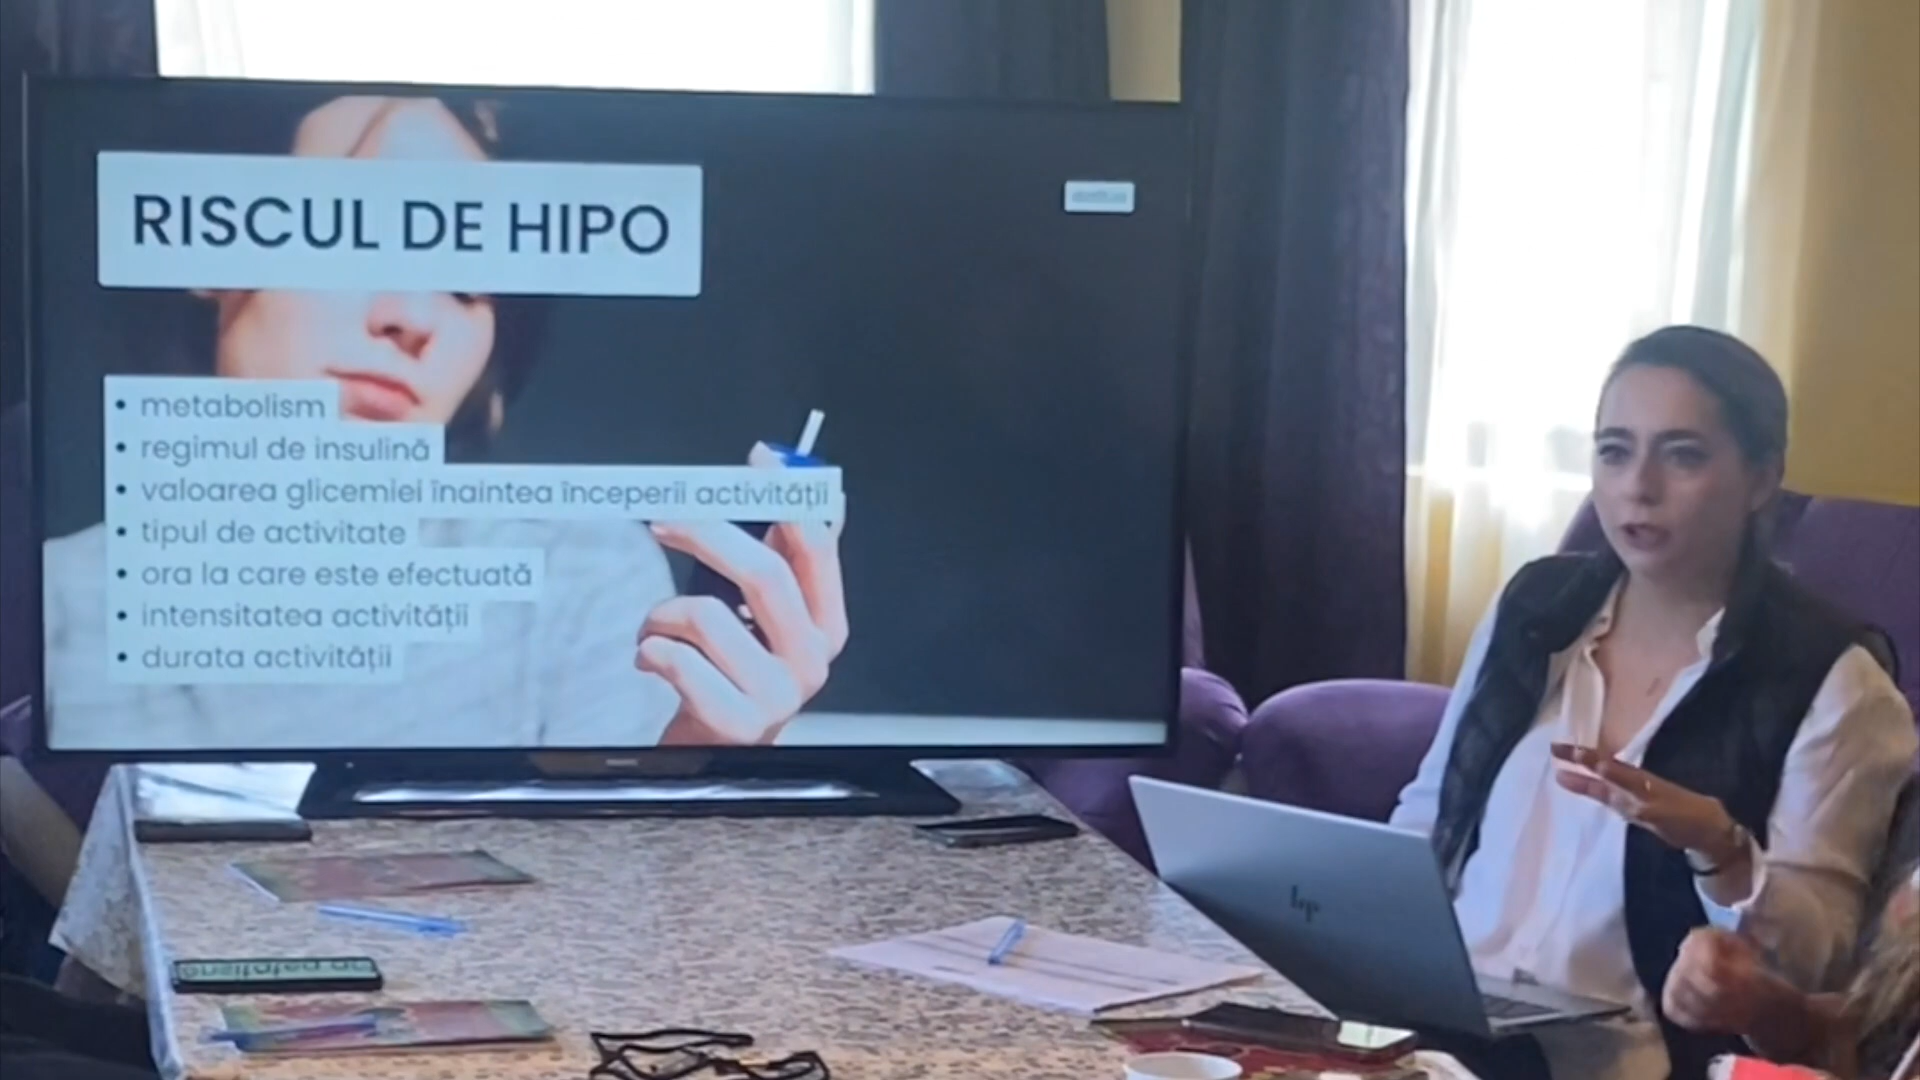 RISCUL DE HIPO
• metabolism
• regimul de insulină
• valoarea glicemiei înaintea începerii activității
• tipul de activitate
• ora la care este efectuată
• intensitatea activității
• durata activității
hp